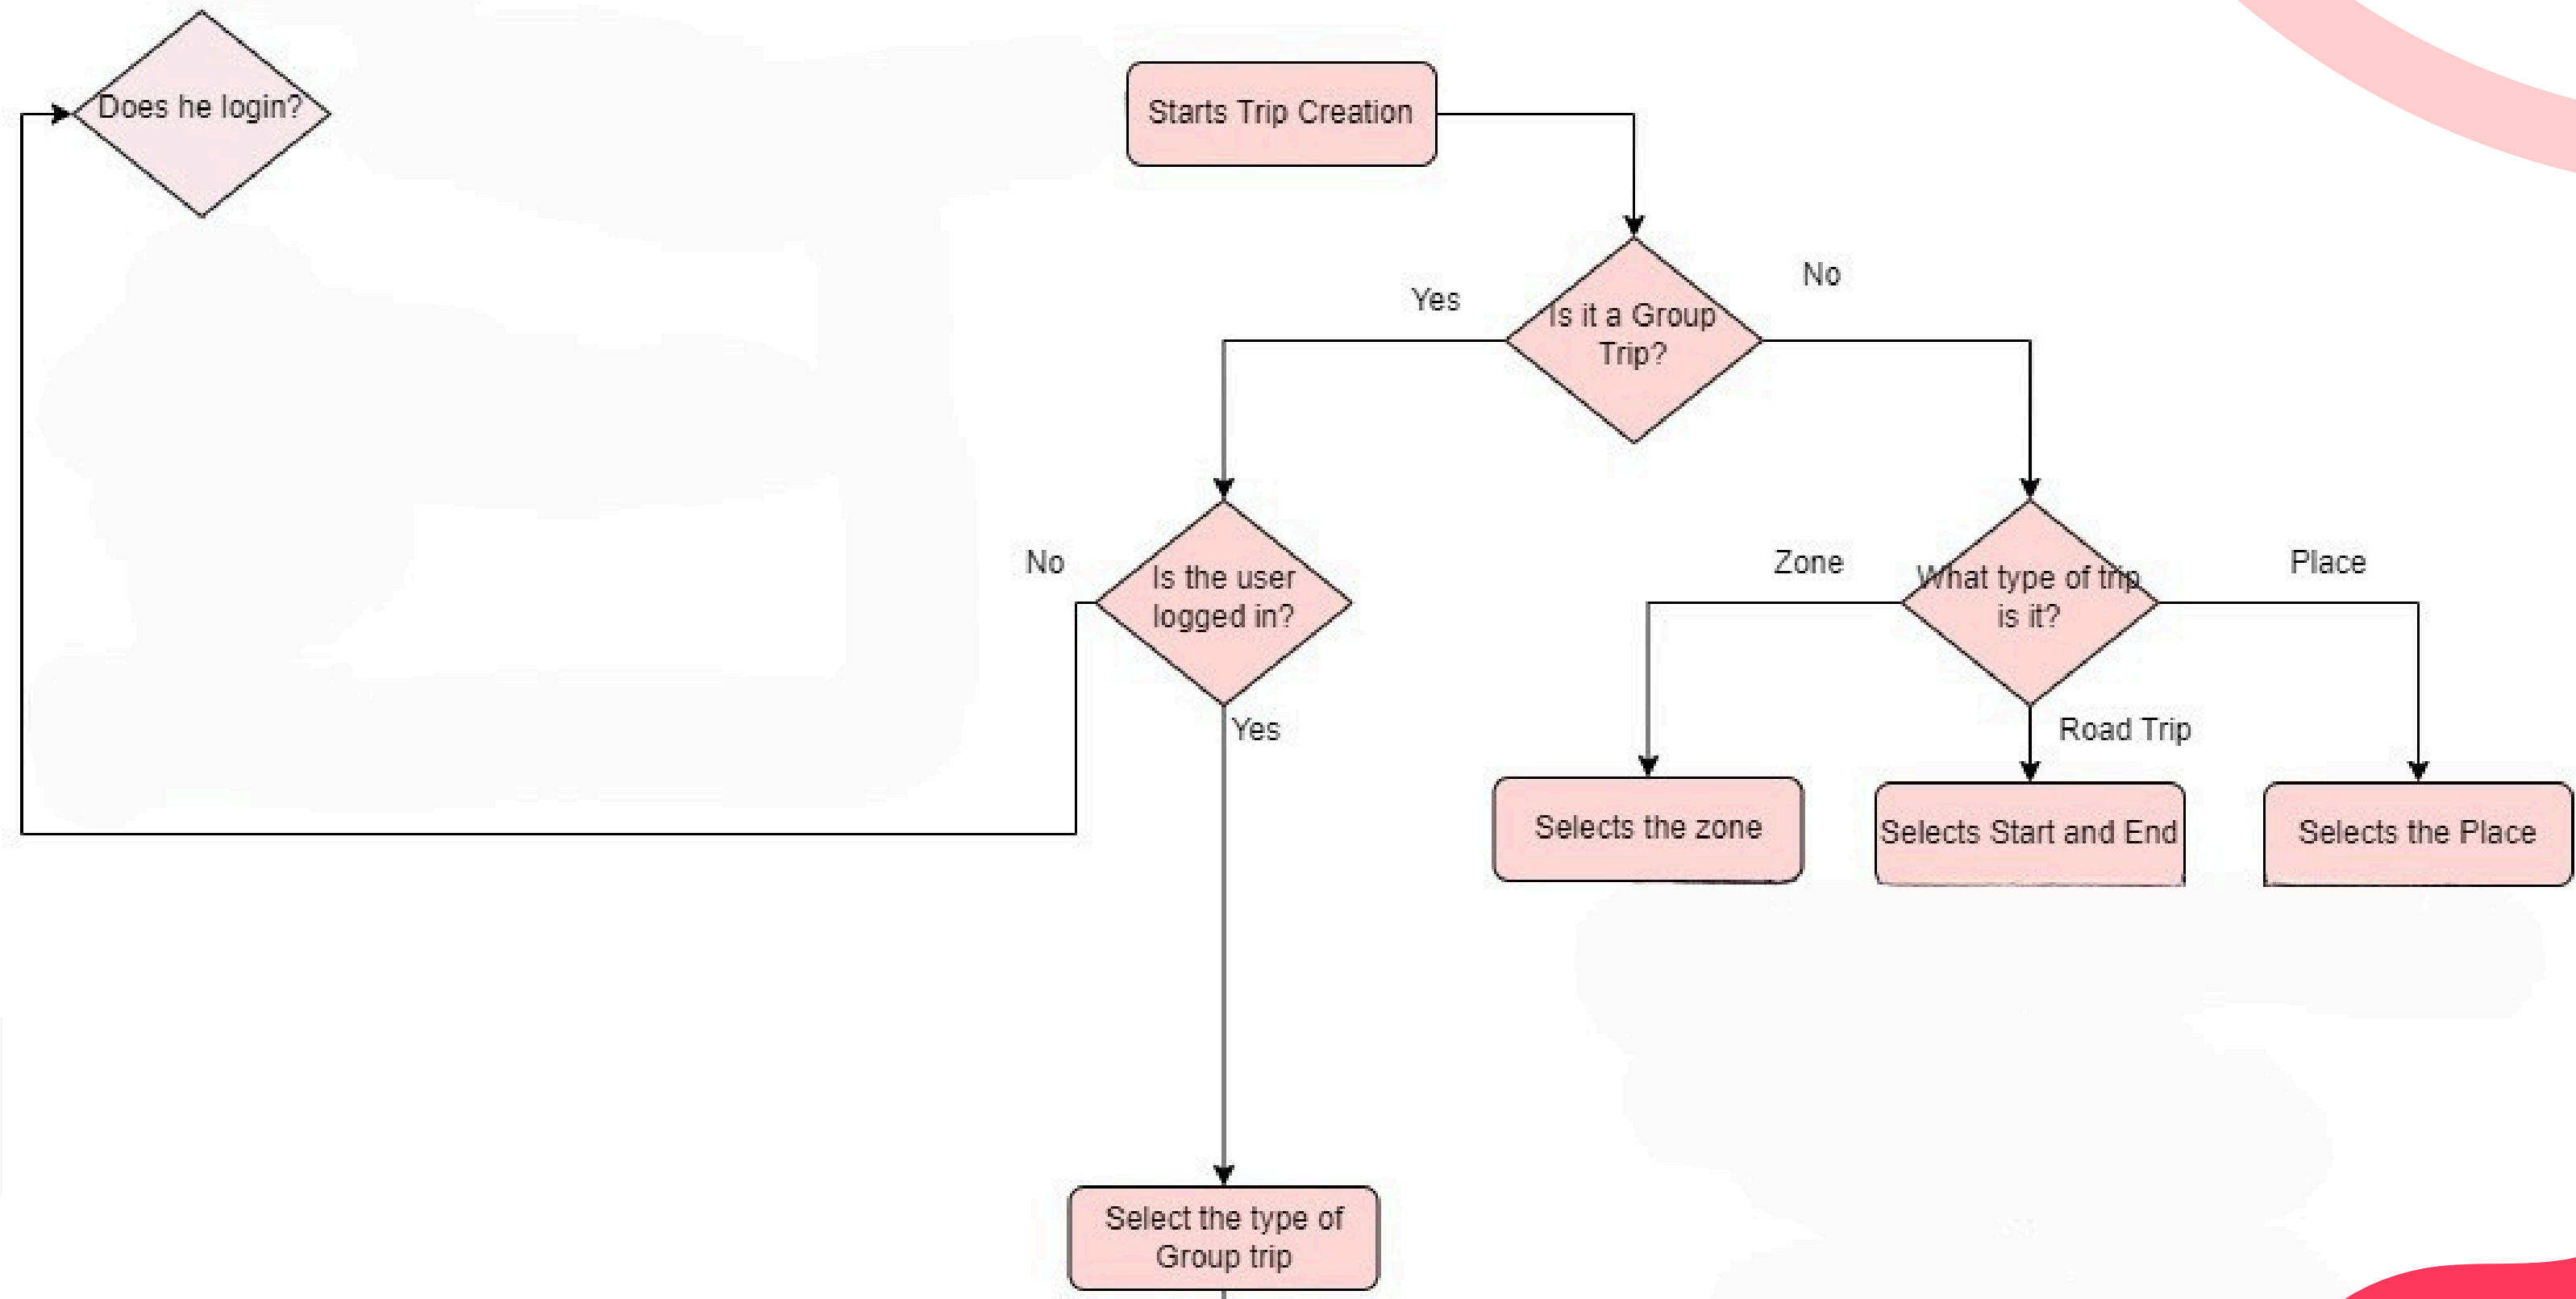 Does he login?
Starts Trip Creation
No
Yes
Is it a Group
Trip?
No
Is the user
logged in?
Zone
What type of trip
is it?
Place
Yes
Road Trip
Selects the zone
Selects Start and End
Selects the Place
Select the type of
Group trip